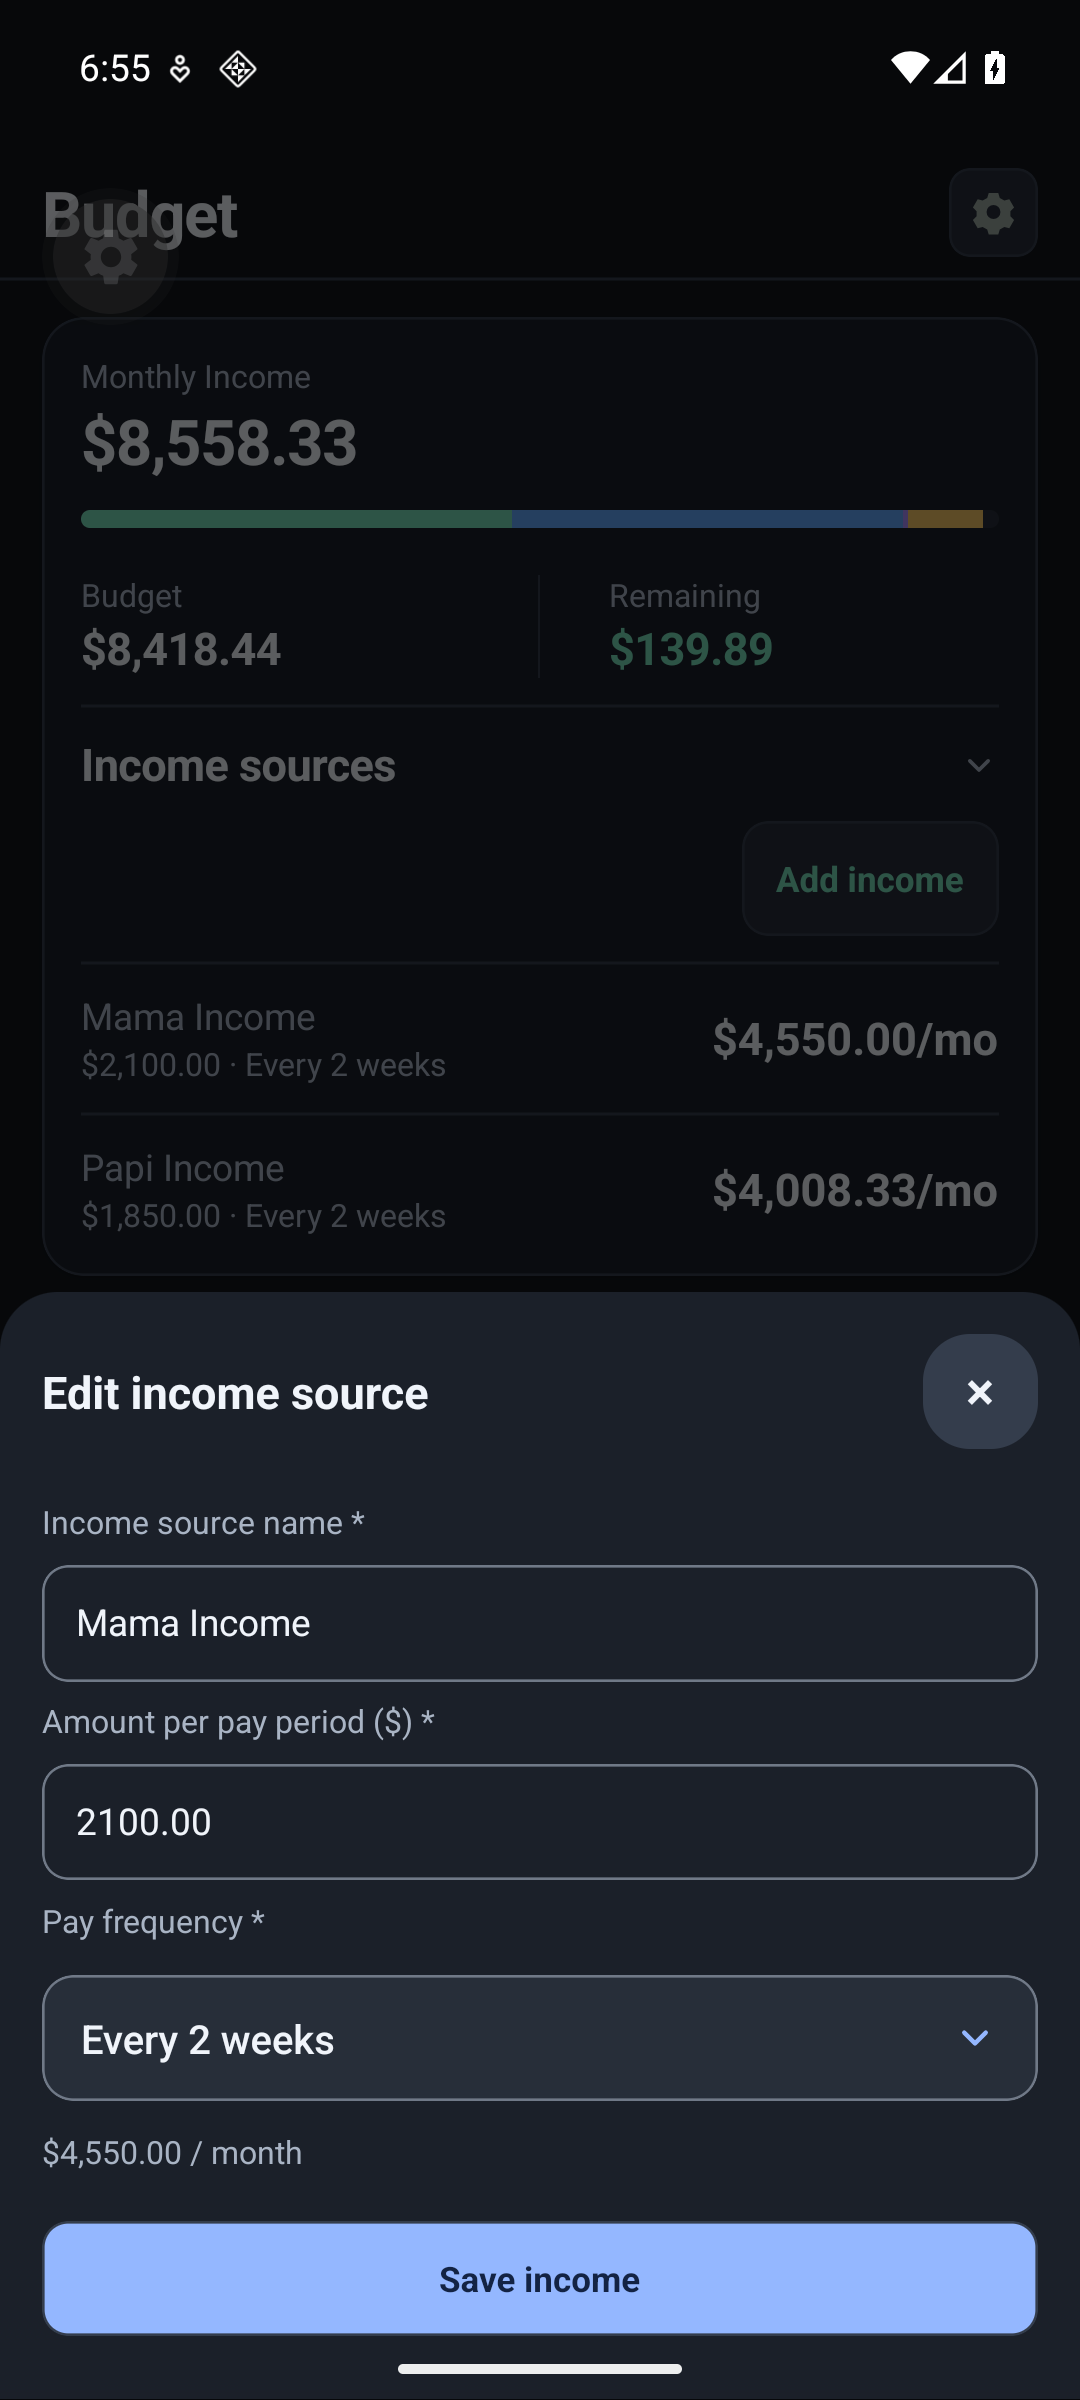 6:55
Budget
Monthly Income
$8,558.33
Budget
$8,418.44
Remaining
$139.89
Income sources
Add income
Mama Income
$2,100.00 · Every 2 weeks
$4,550.00/mo
Papi Income
$1,850.00 · Every 2 weeks
$4,008.33/mo
Edit income source
Income source name *
Mama Income
Amount per pay period ($) *
2100.00
Pay frequency *
Every 2 weeks
$4,550.00 / month
Save income